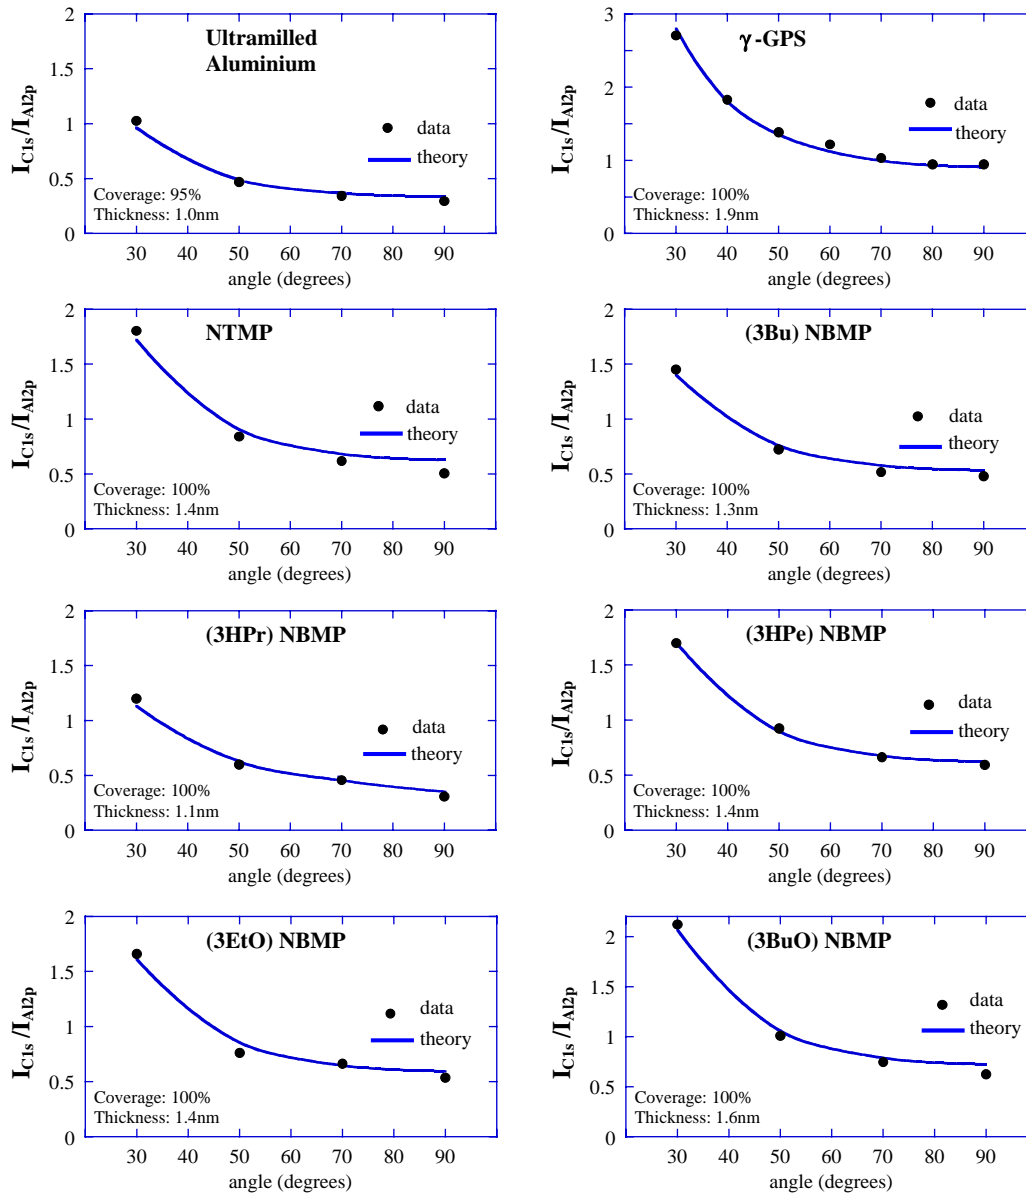 Ultramilled
Aluminium
I_C1s/I_Al2p
2
1.5
1
0.5
0
data
theory
Coverage: 95%
Thickness: 1.0nm
30 40 50 60 70 80 90
angle (degrees)
γ-GPS
I_C1s/I_Al2p
3
2
1
0
data
theory
Coverage: 100%
Thickness: 1.9nm
30 40 50 60 70 80 90
angle (degrees)
NTMP
I_C1s/I_Al2p
2
1.5
1
0.5
0
data
theory
Coverage: 100%
Thickness: 1.4nm
30 40 50 60 70 80 90
angle (degrees)
(3Bu) NBMP
I_C1s/I_Al2p
2
1.5
1
0.5
0
data
theory
Coverage: 100%
Thickness: 1.3nm
30 40 50 60 70 80 90
angle (degrees)
(3HPr) NBMP
I_C1s/I_Al2p
2
1.5
1
0.5
0
data
theory
Coverage: 100%
Thickness: 1.1nm
30 40 50 60 70 80 90
angle (degrees)
(3HPe) NBMP
I_C1s/I_Al2p
2
1.5
1
0.5
0
data
theory
Coverage: 100%
Thickness: 1.4nm
30 40 50 60 70 80 90
angle (degrees)
(3EtO) NBMP
I_C1s/I_Al2p
2
1.5
1
0.5
0
data
theory
Coverage: 100%
Thickness: 1.4nm
30 40 50 60 70 80 90
angle (degrees)
(3BuO) NBMP
I_C1s/I_Al2p
2
1.5
1
0.5
0
data
theory
Coverage: 100%
Thickness: 1.6nm
30 40 50 60 70 80 90
angle (degrees)